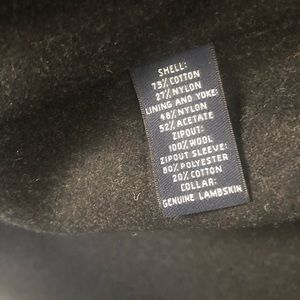 SHELL:
73% COTTON
27% NYLON
LINING AND YOKE:
48% NYLON
52% ACETATE
ZIPOUT:
100% WOOL
ZIPOUT SLEEVE:
80% POLYESTER
20% COTTON
COLLAR:
GENUINE LAMBSKIN